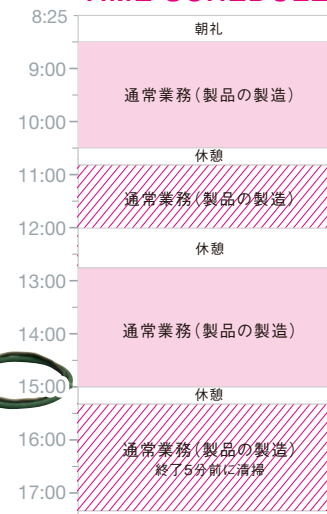 8:25
朝礼
9:00
通常業務(製品の製造)
10:00
休憩
11:00
通常業務(製品の製造)
12:00
休憩
13:00
通常業務(製品の製造)
14:00
15:00
休憩
16:00
通常業務(製品の製造)
終了5分前に清掃
17:00